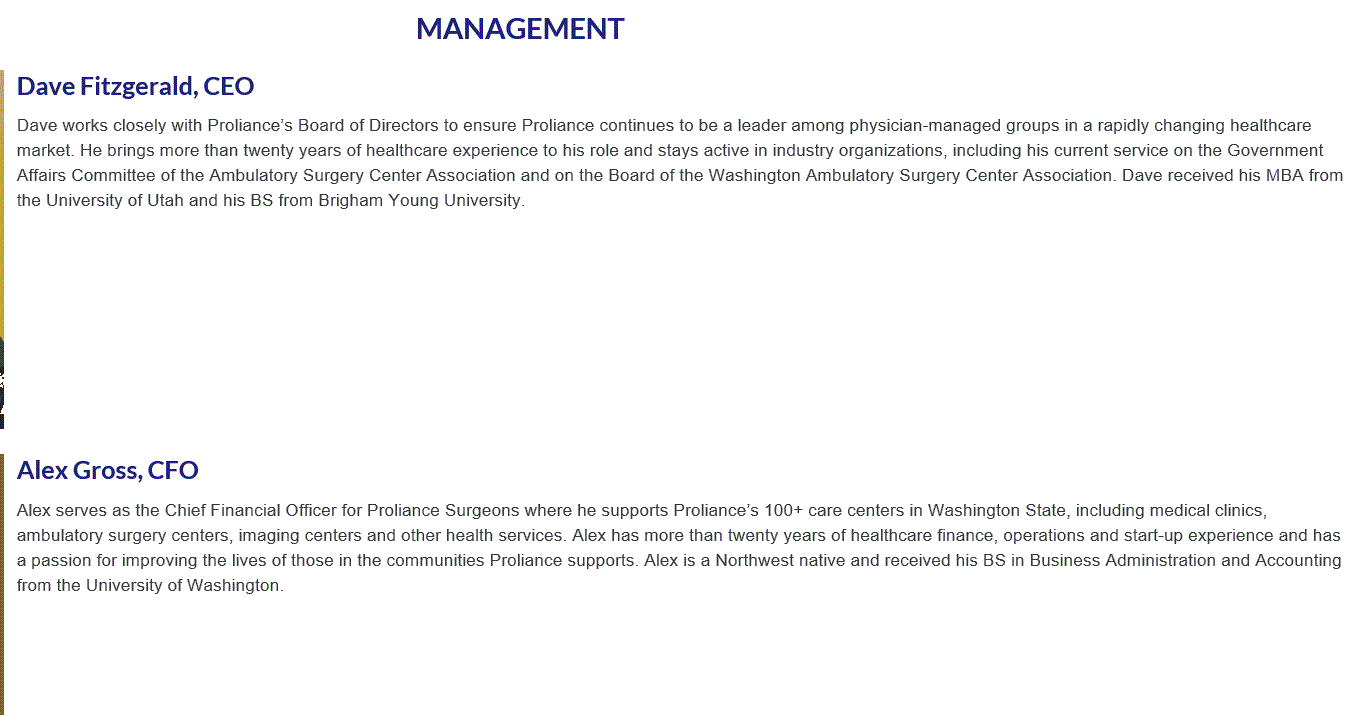 MANAGEMENT
Dave Fitzgerald, CEO
Dave works closely with Proliance’s Board of Directors to ensure Proliance continues to be a leader among physician-managed groups in a rapidly changing healthcare
market. He brings more than twenty years of healthcare experience to his role and stays active in industry organizations, including his current service on the Government
Affairs Committee of the Ambulatory Surgery Center Association and on the Board of the Washington Ambulatory Surgery Center Association. Dave received his MBA from
the University of Utah and his BS from Brigham Young University.
Alex Gross, CFO
Alex serves as the Chief Financial Officer for Proliance Surgeons where he supports Proliance’s 100+ care centers in Washington State, including medical clinics,
ambulatory surgery centers, imaging centers and other health services. Alex has more than twenty years of healthcare finance, operations and start-up experience and has
a passion for improving the lives of those in the communities Proliance supports. Alex is a Northwest native and received his BS in Business Administration and Accounting
from the University of Washington.